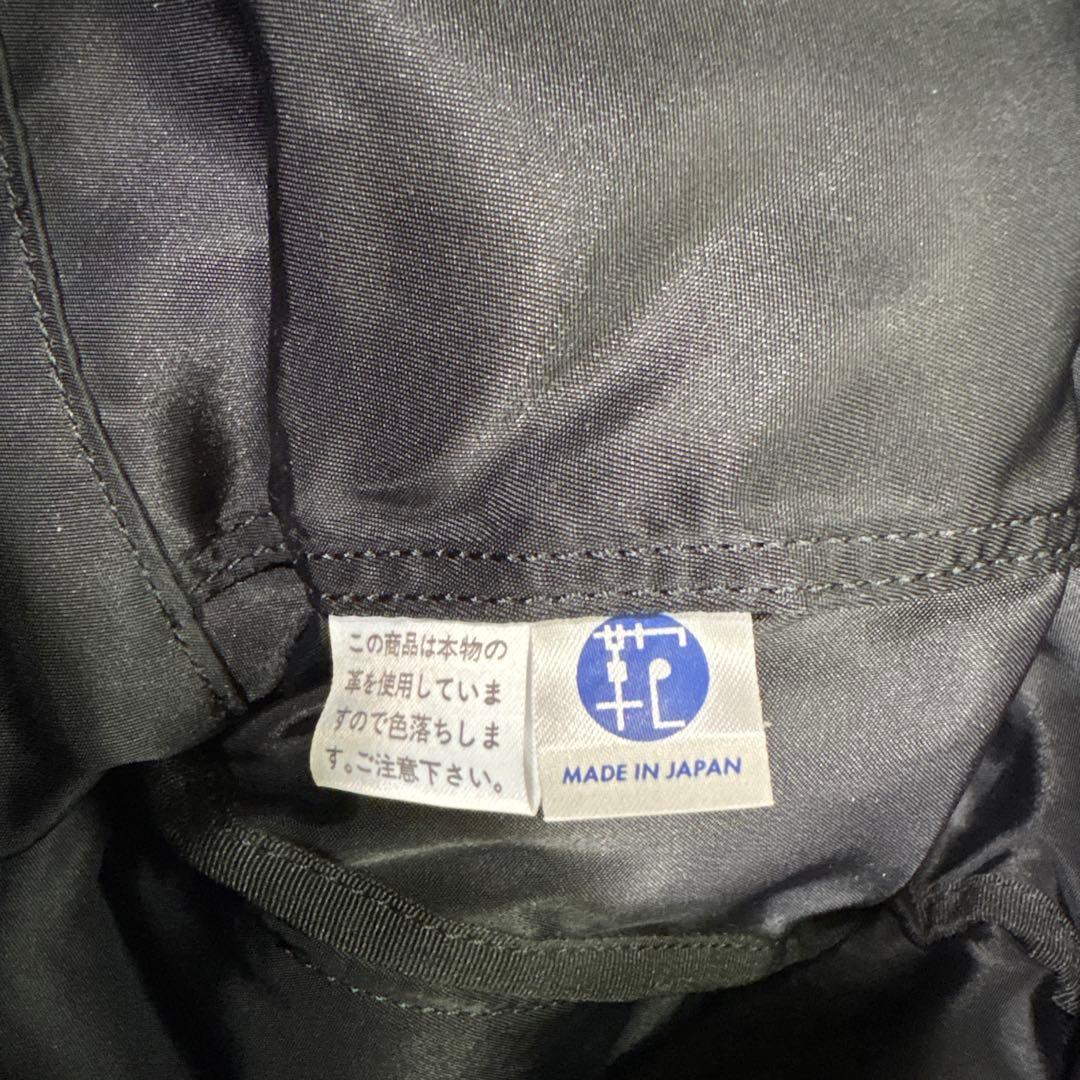 この商品は本物の
革を使用していま
すので色落ちしま
す。ご注意下さい。
MADE IN JAPAN